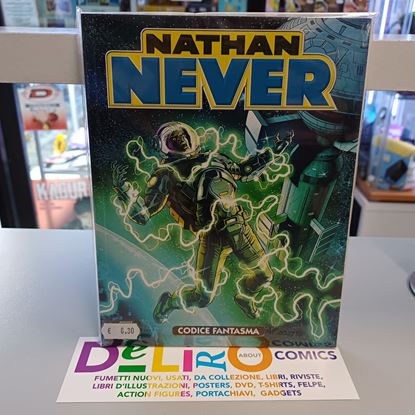 NATHAN
NEVER
CODICE FANTASMA
€ 0,30
DeLiRO ABOUT COMICS
FUMETTI NUOVI, USATI, DA COLLEZIONE, LIBRI, RIVISTE,
LIBRI D'ILLUSTRAZIONI, POSTERS, DVD, T-SHIRTS, FELPE,
ACTION FIGURES, PORTACHIAVI, GADGETS